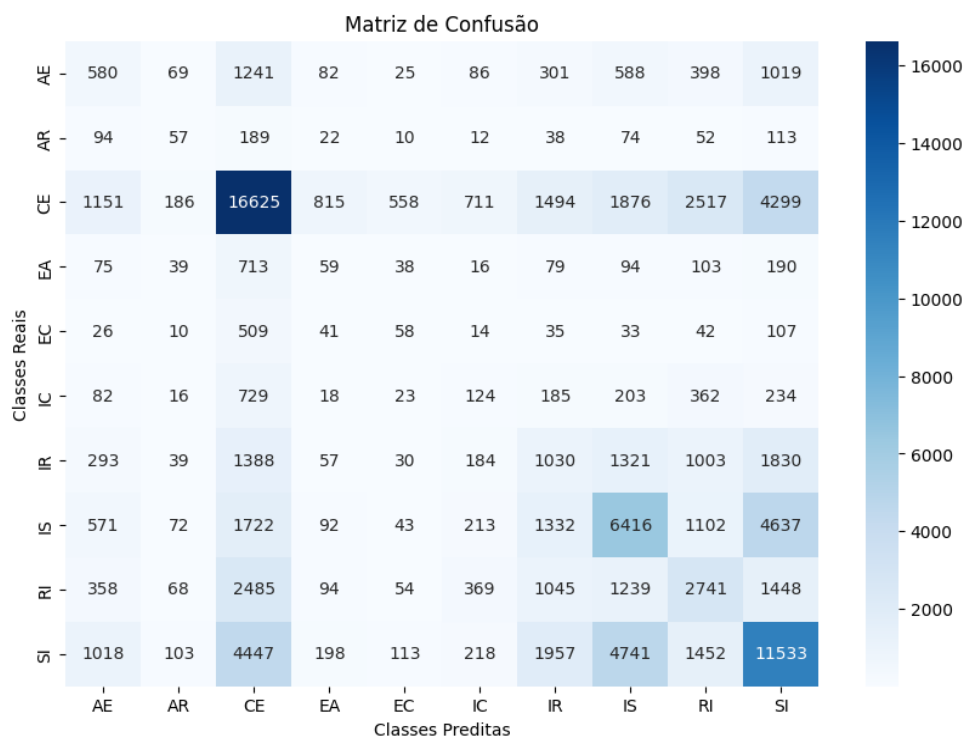 Matriz de Confusão
AE 580 69 1241 82 25 86 301 588 398 1019
AR 94 57 189 22 10 12 38 74 52 113
CE 1151 186 16625 815 558 711 1494 1876 2517 4299
EA 75 39 713 59 38 16 79 94 103 190
EC 26 10 509 41 58 14 35 33 42 107
IC 82 16 729 18 23 124 185 203 362 234
IR 293 39 1388 57 30 184 1030 1321 1003 1830
IS 571 72 1722 92 43 213 1332 6416 1102 4637
RI 358 68 2485 94 54 369 1045 1239 2741 1448
SI 1018 103 4447 198 113 218 1957 4741 1452 11533
AE AR CE EA EC IC IR IS RI SI
Classes Preditas
Classes Reais
16000
14000
12000
10000
8000
6000
4000
2000